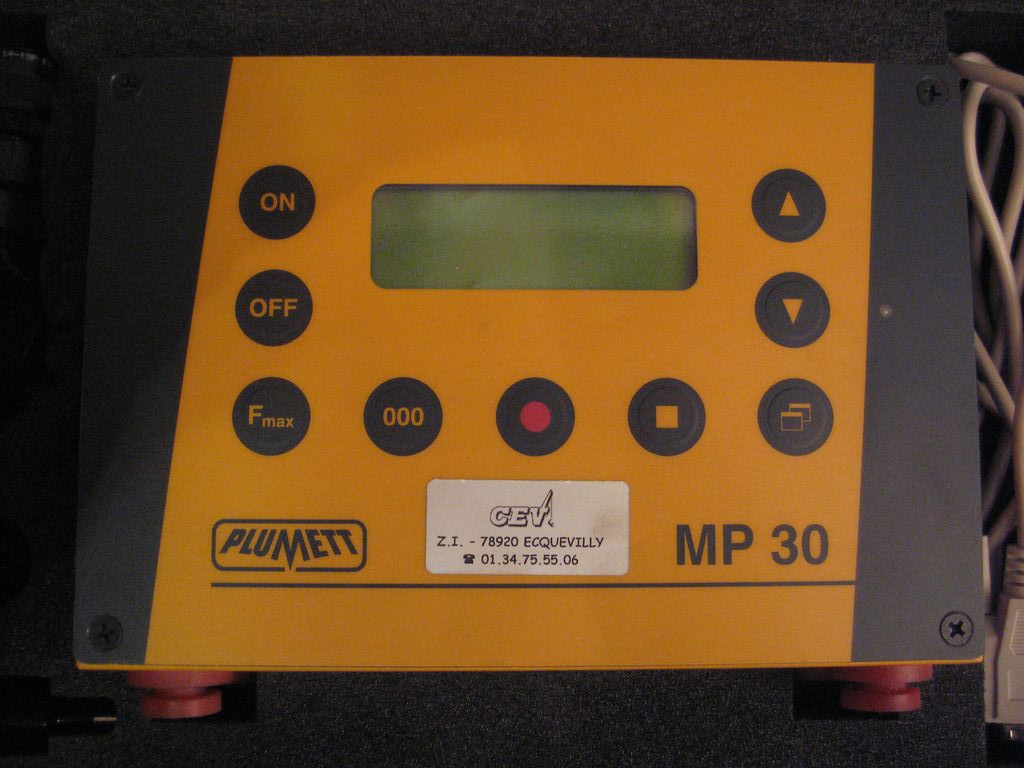 ON
OFF
Fmax
000
CEV
Z.I. - 78920 ECQUEVILLY
☎ 01.34.75.55.06
PLUMETT
MP 30